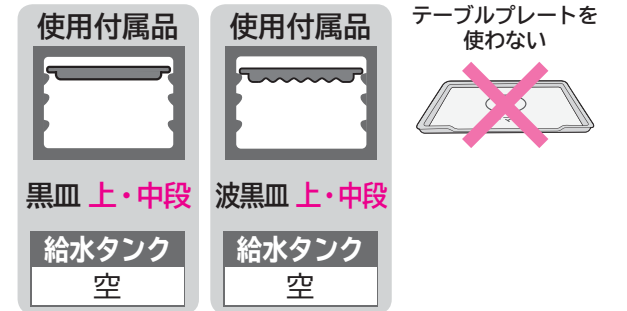 使用付属品
黒皿 上・中段
給水タンク
空
使用付属品
波黒皿 上・中段
給水タンク
空
テーブルプレートを
使わない